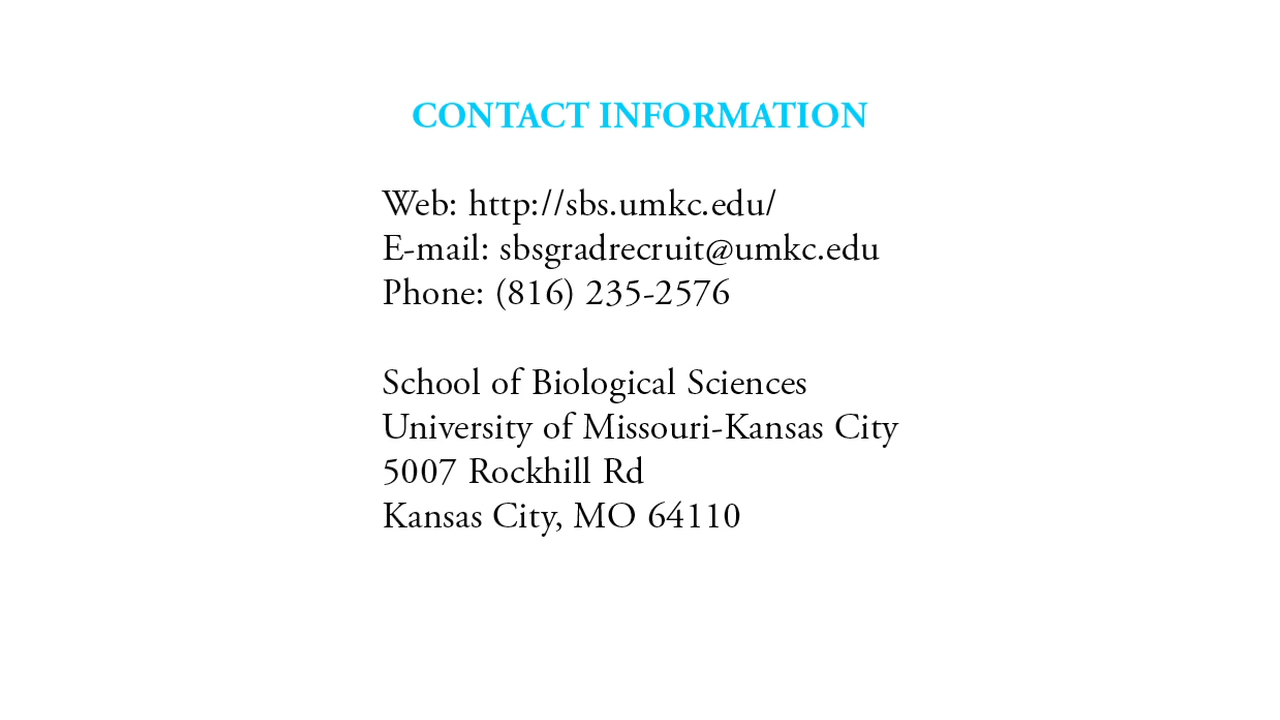 CONTACT INFORMATION
Web: http://sbs.umkc.edu/
E-mail: sbsgradrecruit@umkc.edu
Phone: (816) 235-2576
School of Biological Sciences
University of Missouri-Kansas City
5007 Rockhill Rd
Kansas City, MO 64110